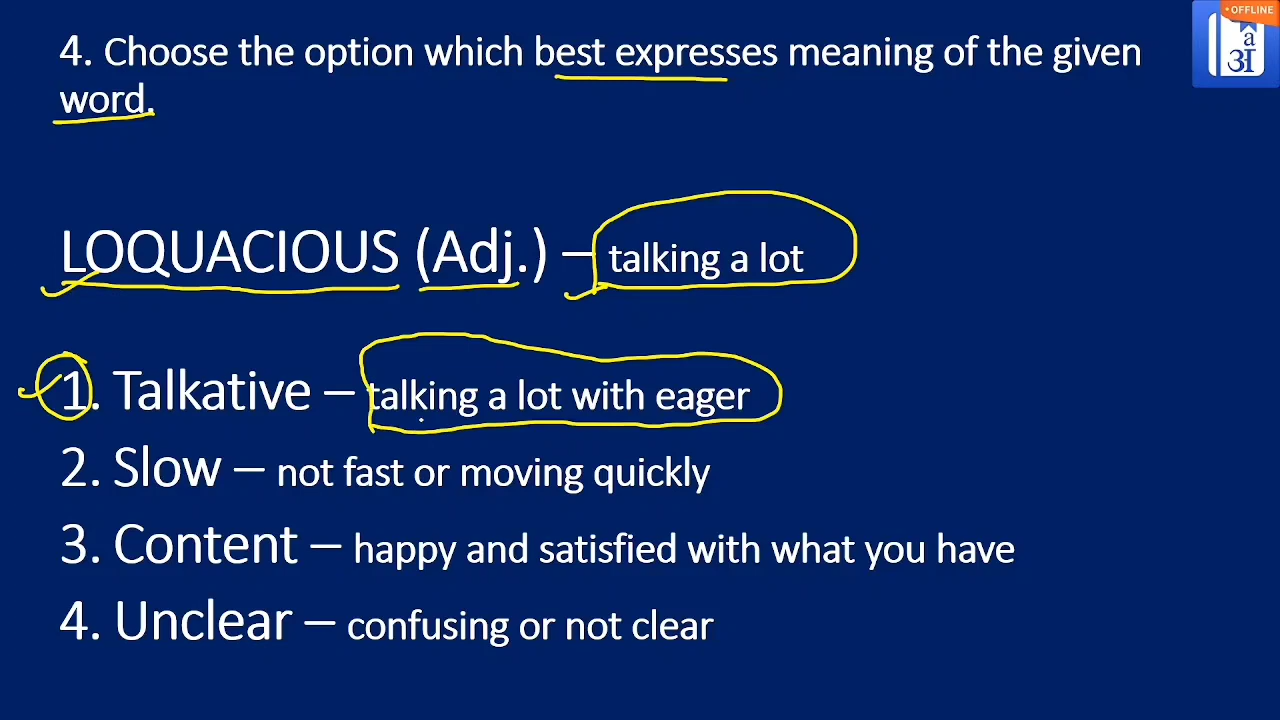 •OFFLINE
4. Choose the option which best expresses meaning of the given
word.
LOQUACIOUS (Adj.) – talking a lot
1. Talkative – talking a lot with eager
2. Slow – not fast or moving quickly
3. Content – happy and satisfied with what you have
4. Unclear – confusing or not clear